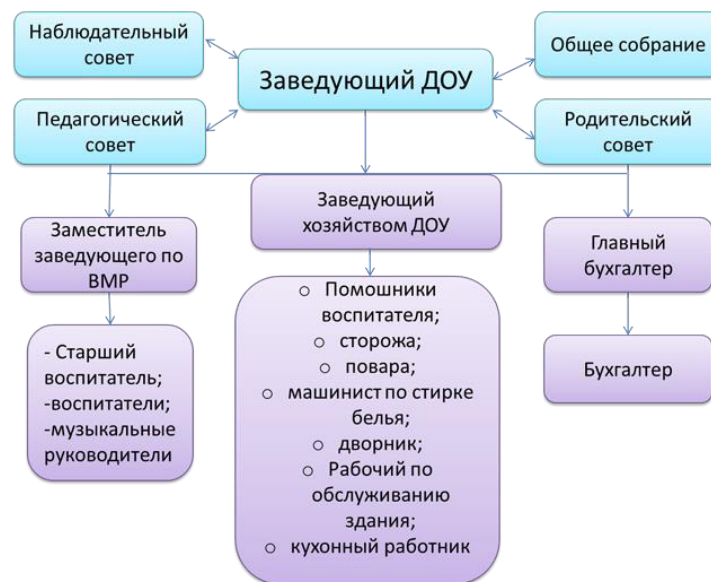 Наблюдательный
совет
Заведующий ДОУ
Общее собрание
Педагогический
совет
Родительский
совет
Заведующий
хозяйством ДОУ
Заместитель
заведующего по
ВМР
Главный
бухгалтер
- Старший
воспитатель;
-воспитатели;
-музыкальные
руководители
o Помошники
воспитателя;
o сторожа;
o повара;
o машинист по стирке
белья;
o дворник;
o Рабочий по
обслуживанию
здания;
o кухонный работник
Бухгалтер